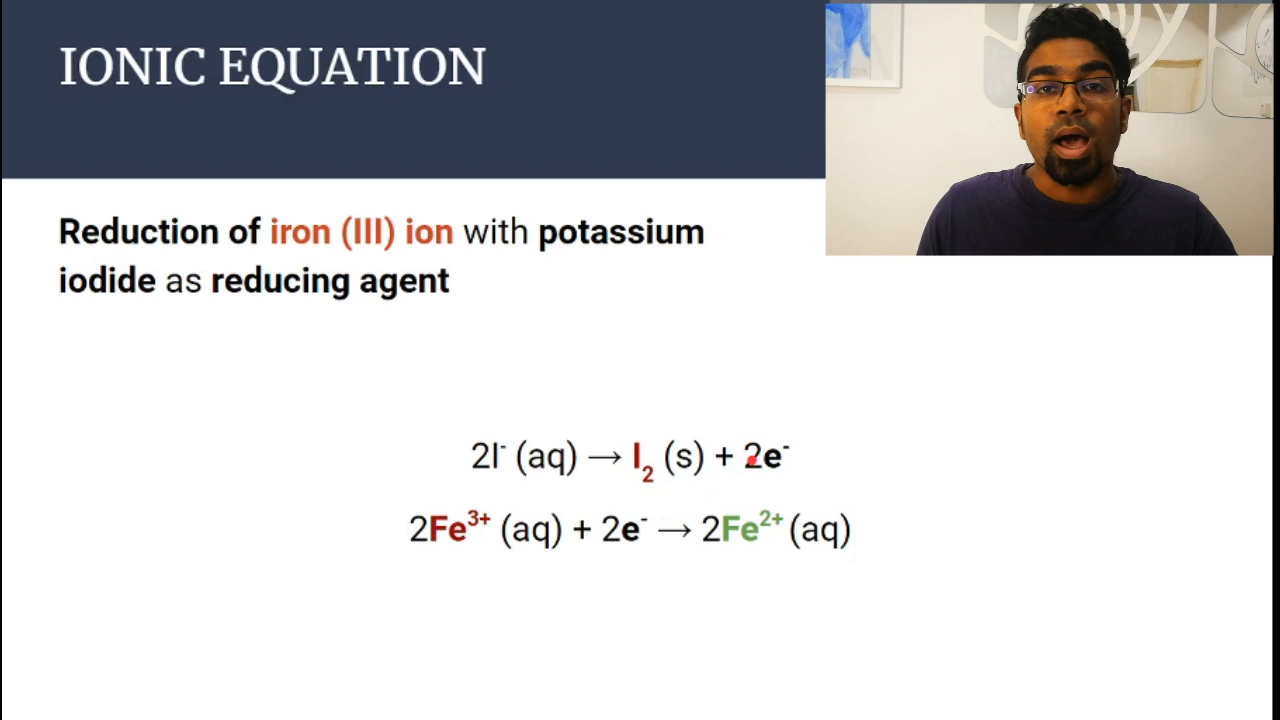 IONIC EQUATION
Reduction of iron (III) ion with potassium
iodide as reducing agent
2I⁻ (aq) → I₂ (s) + 2e⁻
2Fe³⁺ (aq) + 2e⁻ → 2Fe²⁺ (aq)